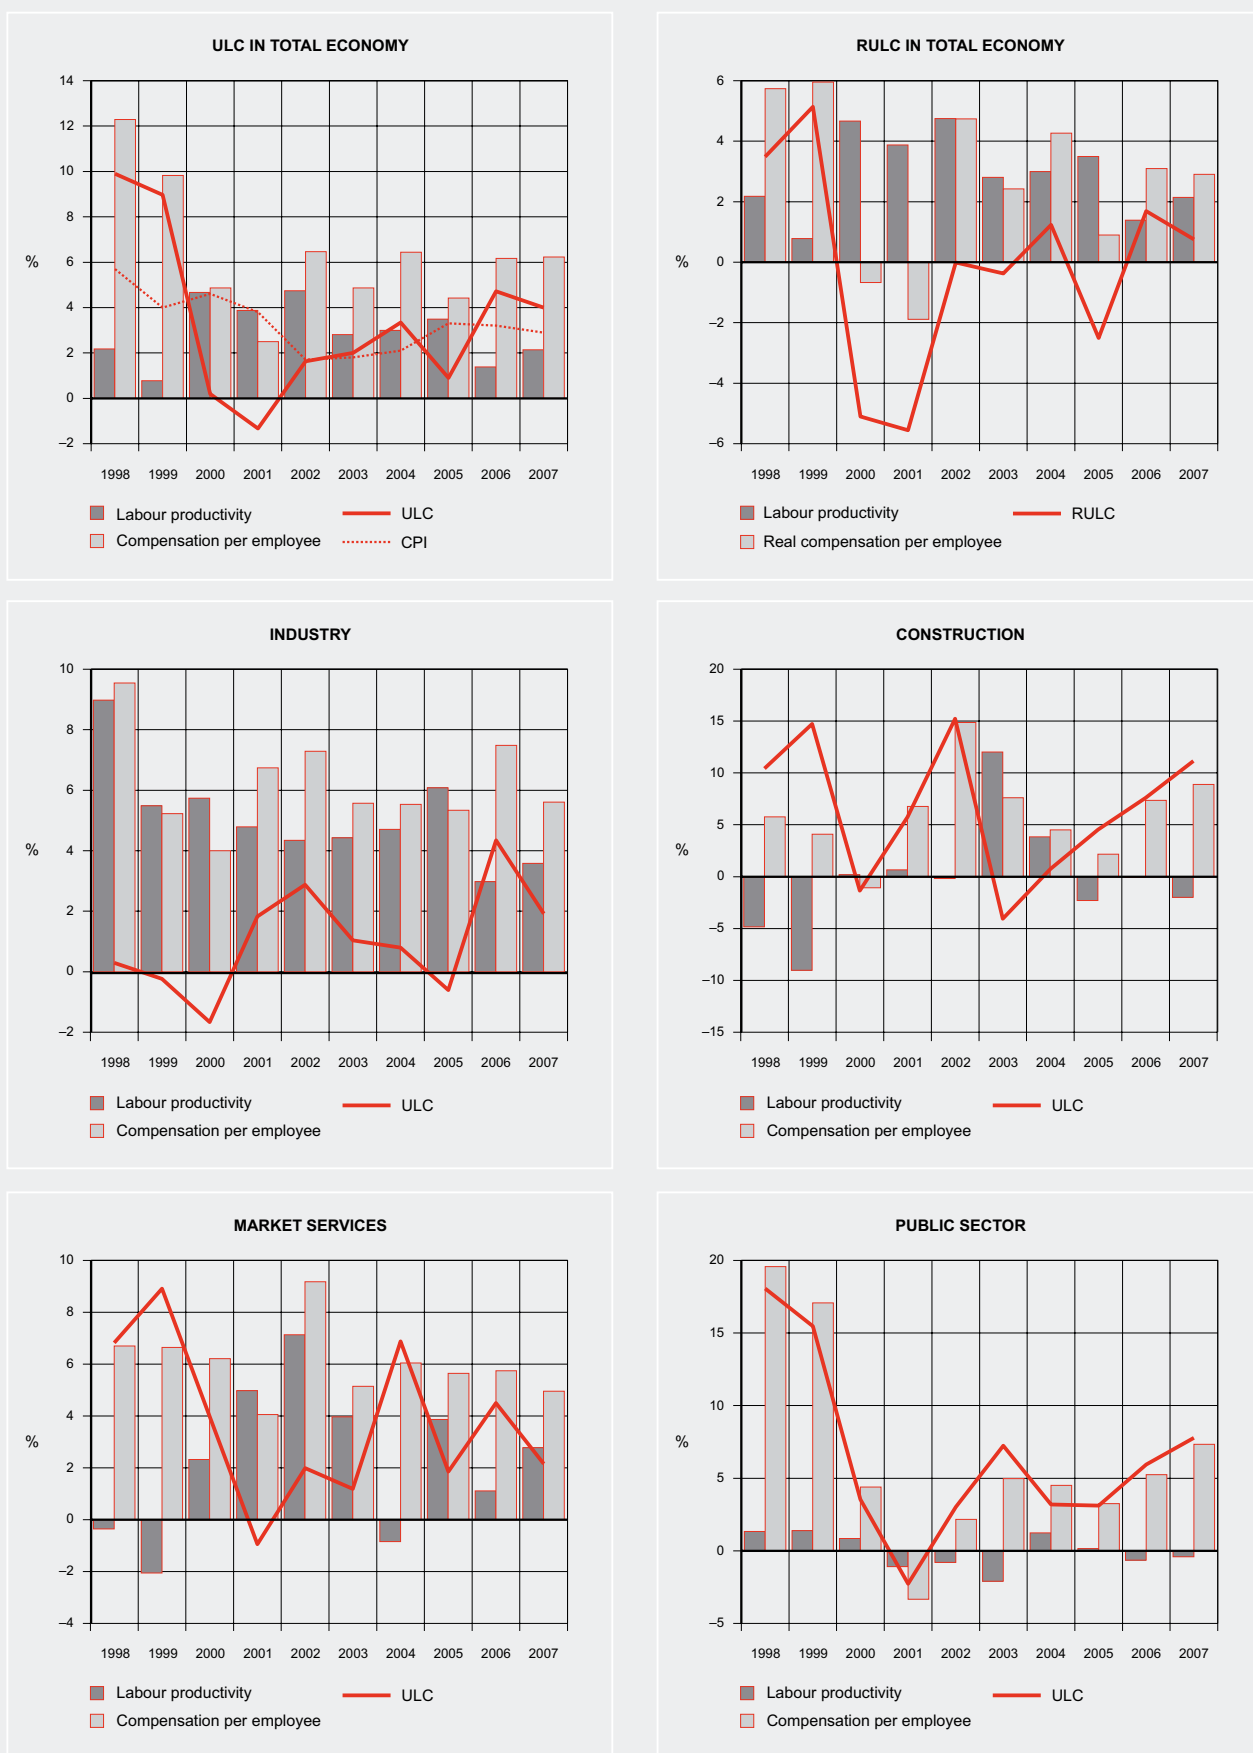 ULC IN TOTAL ECONOMY
14
12
10
8
6
4
2
0
–2
%
1998 1999 2000 2001 2002 2003 2004 2005 2006 2007
Labour productivity ULC
Compensation per employee CPI
RULC IN TOTAL ECONOMY
6
4
2
0
–2
–4
–6
%
1998 1999 2000 2001 2002 2003 2004 2005 2006 2007
Labour productivity RULC
Real compensation per employee
INDUSTRY
10
8
6
4
2
0
–2
%
1998 1999 2000 2001 2002 2003 2004 2005 2006 2007
Labour productivity ULC
Compensation per employee
CONSTRUCTION
20
15
10
5
0
–5
–10
–15
%
1998 1999 2000 2001 2002 2003 2004 2005 2006 2007
Labour productivity ULC
Compensation per employee
MARKET SERVICES
10
8
6
4
2
0
–2
–4
%
1998 1999 2000 2001 2002 2003 2004 2005 2006 2007
Labour productivity ULC
Compensation per employee
PUBLIC SECTOR
20
15
10
5
0
–5
%
1998 1999 2000 2001 2002 2003 2004 2005 2006 2007
Labour productivity ULC
Compensation per employee